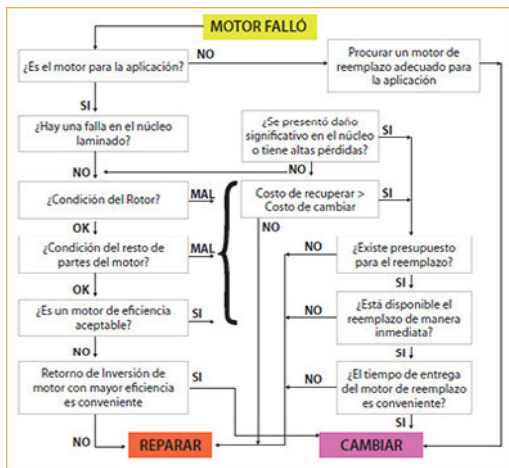 MOTOR FALLÓ
¿Es el motor para la aplicación?
NO
Procurar un motor de
reemplazo adecuado para
la aplicación
SI
¿Hay una falla en el núcleo
laminado?
¿Se presentó daño
significativo en el núcleo
o tiene altas pérdidas?
SI
NO
NO
¿Condición del Rotor?
MAL
Costo de recuperar >
Costo de cambiar
SI
OK
NO
¿Condición del resto de
partes del motor?
MAL
NO
¿Existe presupuesto
para el reemplazo?
OK
SI
¿Es un motor de eficiencia
aceptable?
SI
NO
¿Está disponible el
reemplazo de manera
inmediata?
NO
SI
Retorno de Inversión de
motor con mayor eficiencia
es conveniente
SI
NO
¿El tiempo de entrega
del motor de reemplazo
es conveniente?
NO
SI
REPARAR
CAMBIAR